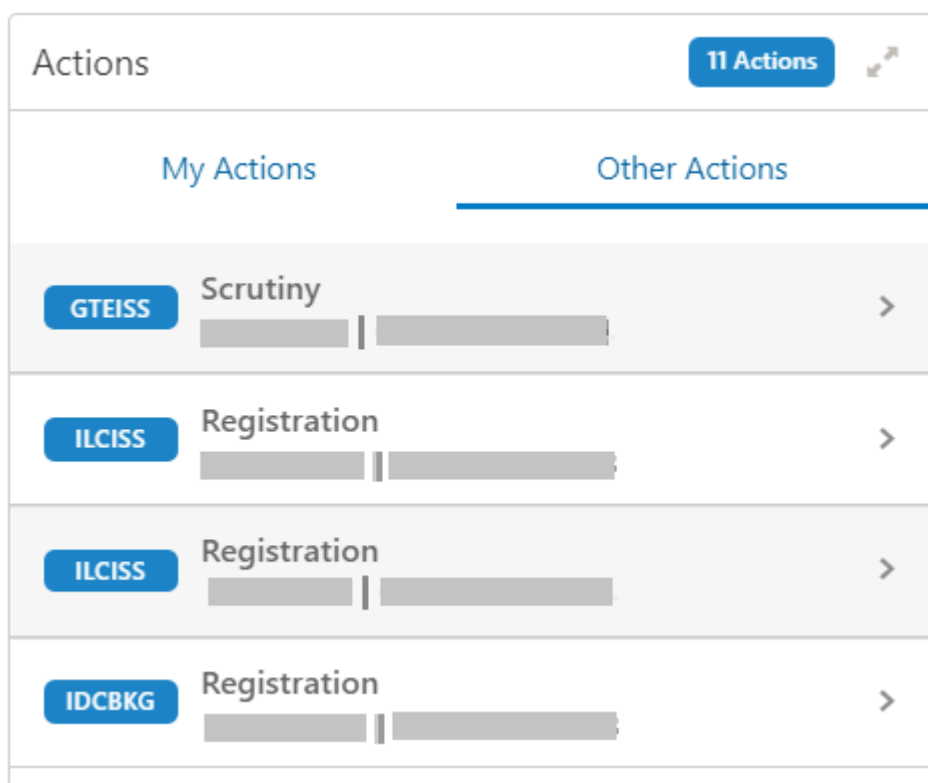 Actions
11 Actions
My Actions
Other Actions
GTEISS
Scrutiny
ILCISS
Registration
ILCISS
Registration
IDCBKG
Registration